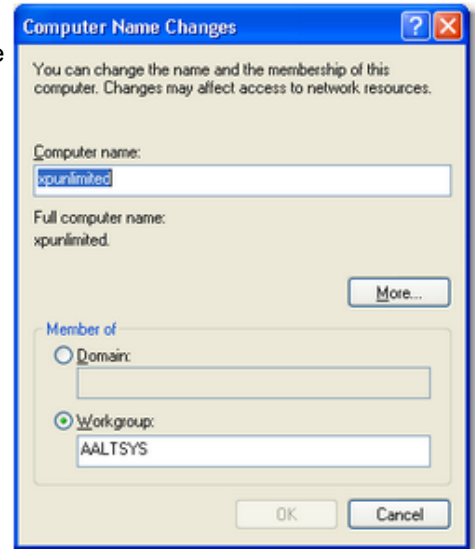 Computer Name Changes
e
You can change the name and the membership of this
computer. Changes may affect access to network resources.
Computer name:
xpunlimited
Full computer name:
xpunlimited.
More...
Member of
Domain:
Workgroup:
AALTSYS
OK
Cancel